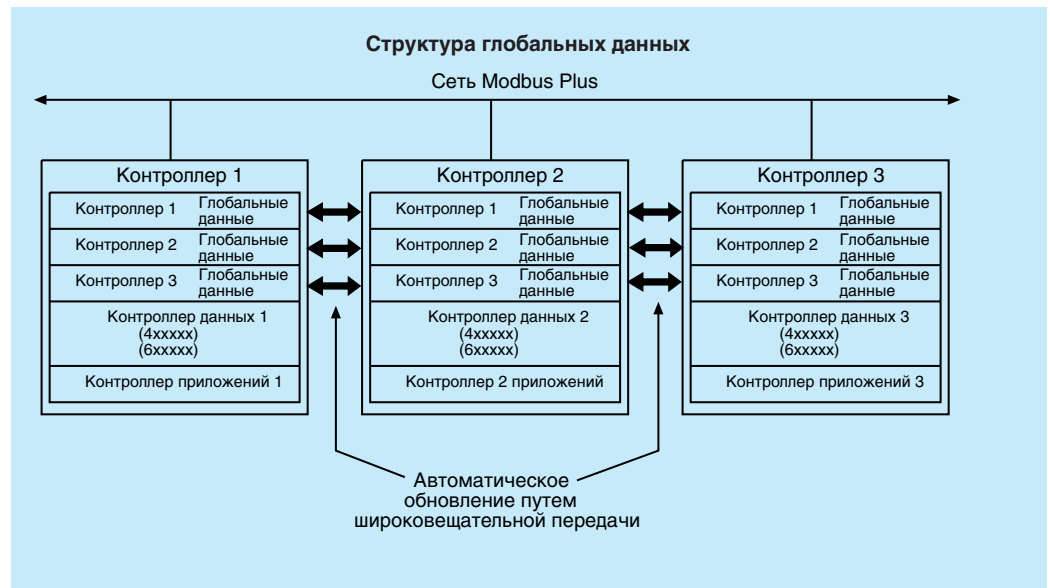 Структура глобальных данных
Сеть Modbus Plus
Контроллер 1
Контроллер 1 Глобальные
данные
Контроллер 2 Глобальные
данные
Контроллер 3 Глобальные
данные
Контроллер данных 1
(4xxxxx)
(6xxxxx)
Контроллер приложений 1
Контроллер 2
Контроллер 1 Глобальные
данные
Контроллер 2 Глобальные
данные
Контроллер 3 Глобальные
данные
Контроллер данных 2
(4xxxxx)
(6xxxxx)
Контроллер 2 приложений
Контроллер 3
Контроллер 1 Глобальные
данные
Контроллер 2 Глобальные
данные
Контроллер 3 Глобальные
данные
Контроллер данных 3
(4xxxxx)
(6xxxxx)
Контроллер приложений 3
Автоматическое
обновление путем
широковещательной передачи